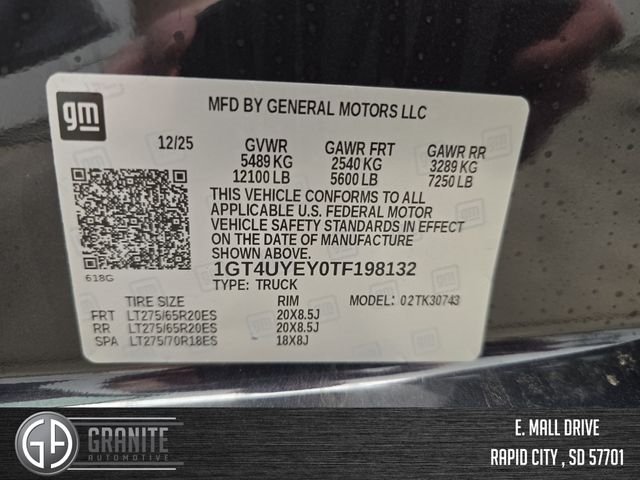 gm
MFD BY GENERAL MOTORS LLC
12/25 GVWR GAWR FRT GAWR RR
5489 KG 2540 KG 3289 KG
12100 LB 5600 LB 7250 LB
THIS VEHICLE CONFORMS TO ALL
APPLICABLE U.S. FEDERAL MOTOR
VEHICLE SAFETY STANDARDS IN EFFECT
ON THE DATE OF MANUFACTURE
SHOWN ABOVE.
618G
1GT4UYEY0TF198132
TYPE: TRUCK
TIRE SIZE RIM MODEL: 02TK30743
FRT LT275/65R20ES 20X8.5J
RR LT275/65R20ES 20X8.5J
SPA LT275/70R18ES 18X8J
GA GRANITE
AUTOMOTIVE
E. MALL DRIVE
RAPID CITY , SD 57701